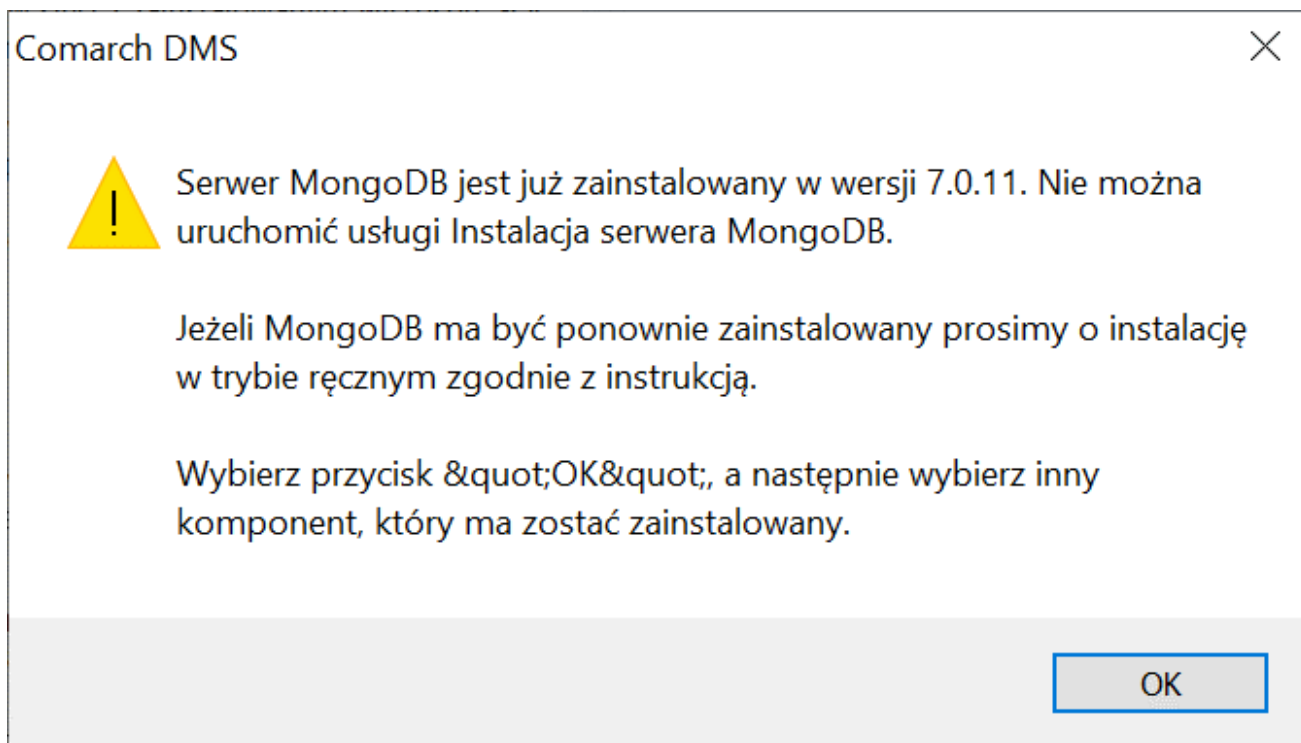 Comarch DMS
Serwer MongoDB jest już zainstalowany w wersji 7.0.11. Nie można
uruchomić usługi Instalacja serwera MongoDB.
Jeżeli MongoDB ma być ponownie zainstalowany prosimy o instalację
w trybie ręcznym zgodnie z instrukcją.
Wybierz przycisk &quot;OK&quot;, a następnie wybierz inny
komponent, który ma zostać zainstalowany.
OK